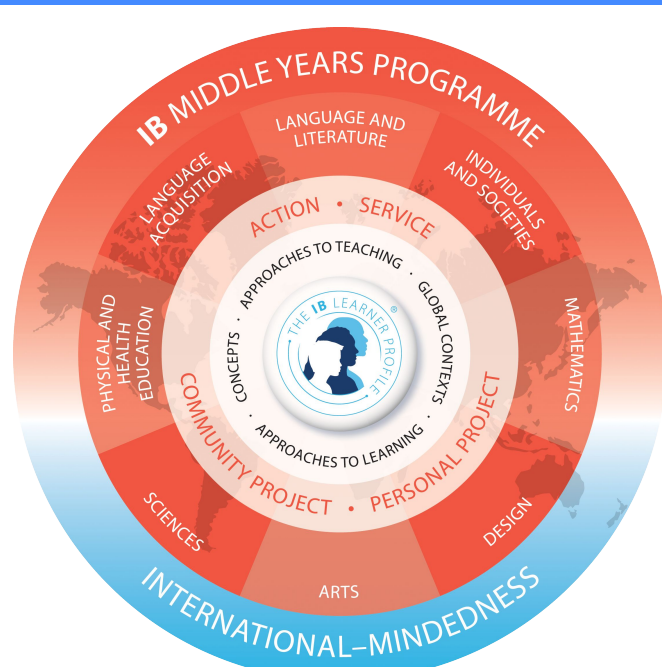 IB MIDDLE YEARS PROGRAMME
LANGUAGE AND
LITERATURE
INDIVIDUALS
AND SOCIETIES
MATHEMATICS
DESIGN
ARTS
SCIENCES
PHYSICAL AND
HEALTH
EDUCATION
LANGUAGE
ACQUISITION
ACTION • SERVICE
PERSONAL PROJECT
•
COMMUNITY PROJECT
APPROACHES TO TEACHING
·
GLOBAL CONTEXTS
·
APPROACHES TO LEARNING
·
CONCEPTS
·
THE IB LEARNER PROFILE
®
INTERNATIONAL–MINDEDNESS